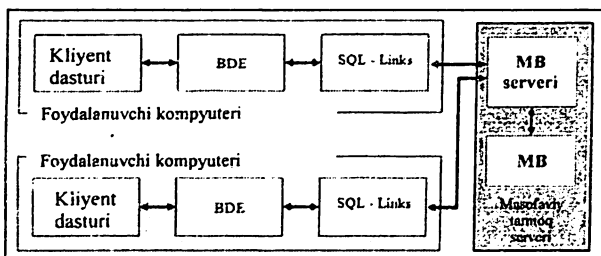 Kliyent
dasturi
BDE
SQL - Links
Foydalanuvchi kompyuteri
Foydalanuvchi kompyuteri
Kliyent
dasturi
BDE
SQL - Links
MB
serveri
MB
Masofaviy
tarmoq
serveri